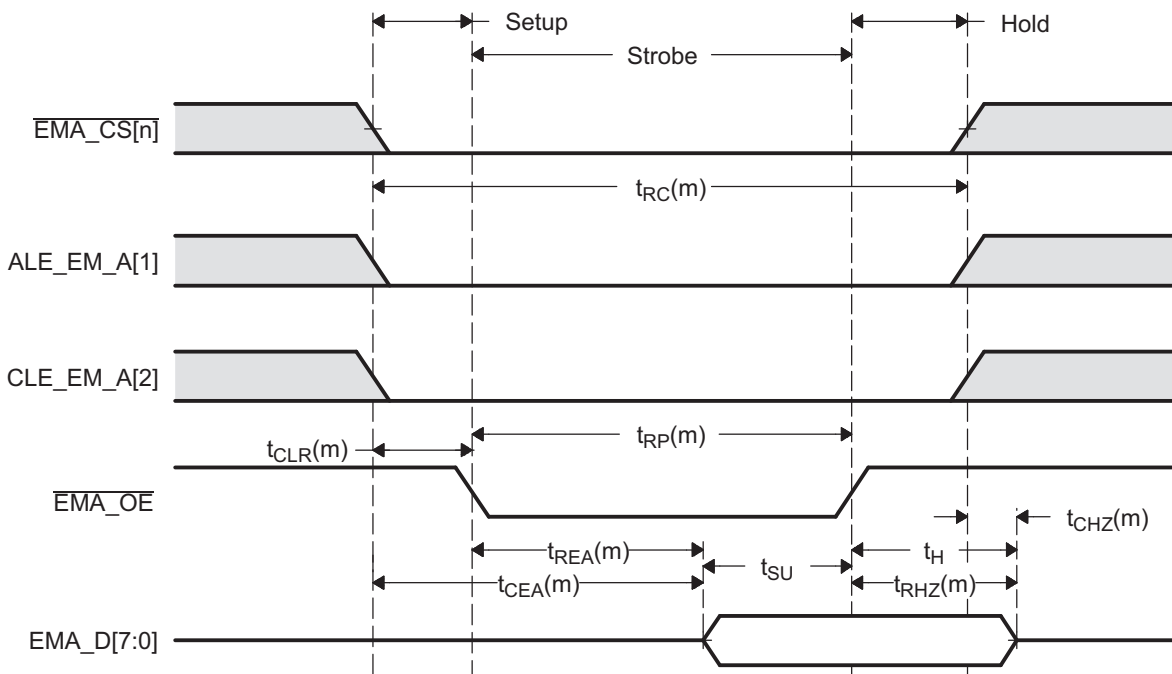 Setup
Hold
Strobe
EMA_CS[n]
tRC(m)
ALE_EM_A[1]
CLE_EM_A[2]
tCLR(m)
tRP(m)
EMA_OE
tCHZ(m)
tREA(m)
tH
tSU
tCEA(m)
tRHZ(m)
EMA_D[7:0]